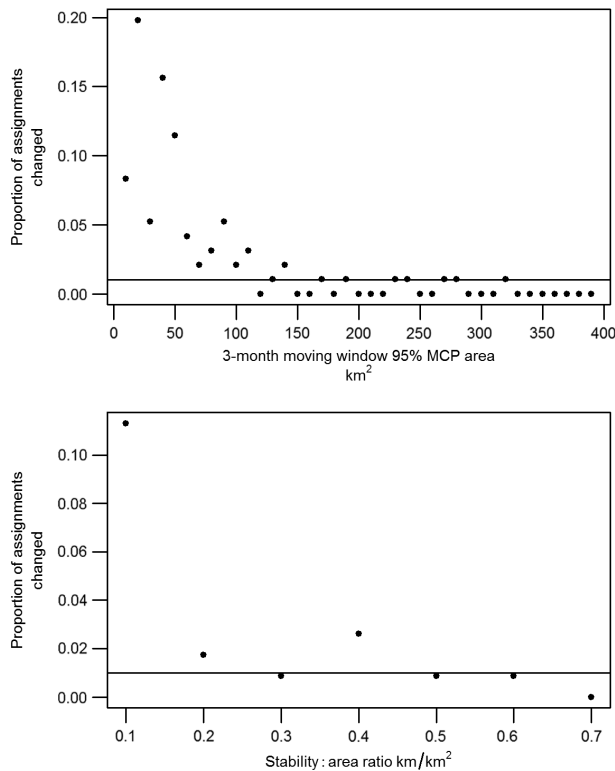 Proportion of assignments
changed
0.20
0.15
0.10
0.05
0.00
0 50 100 150 200 250 300 350 400
3-month moving window 95% MCP area
km²
Proportion of assignments
changed
0.10
0.08
0.06
0.04
0.02
0.00
0.1 0.2 0.3 0.4 0.5 0.6 0.7
Stability : area ratio km/km²